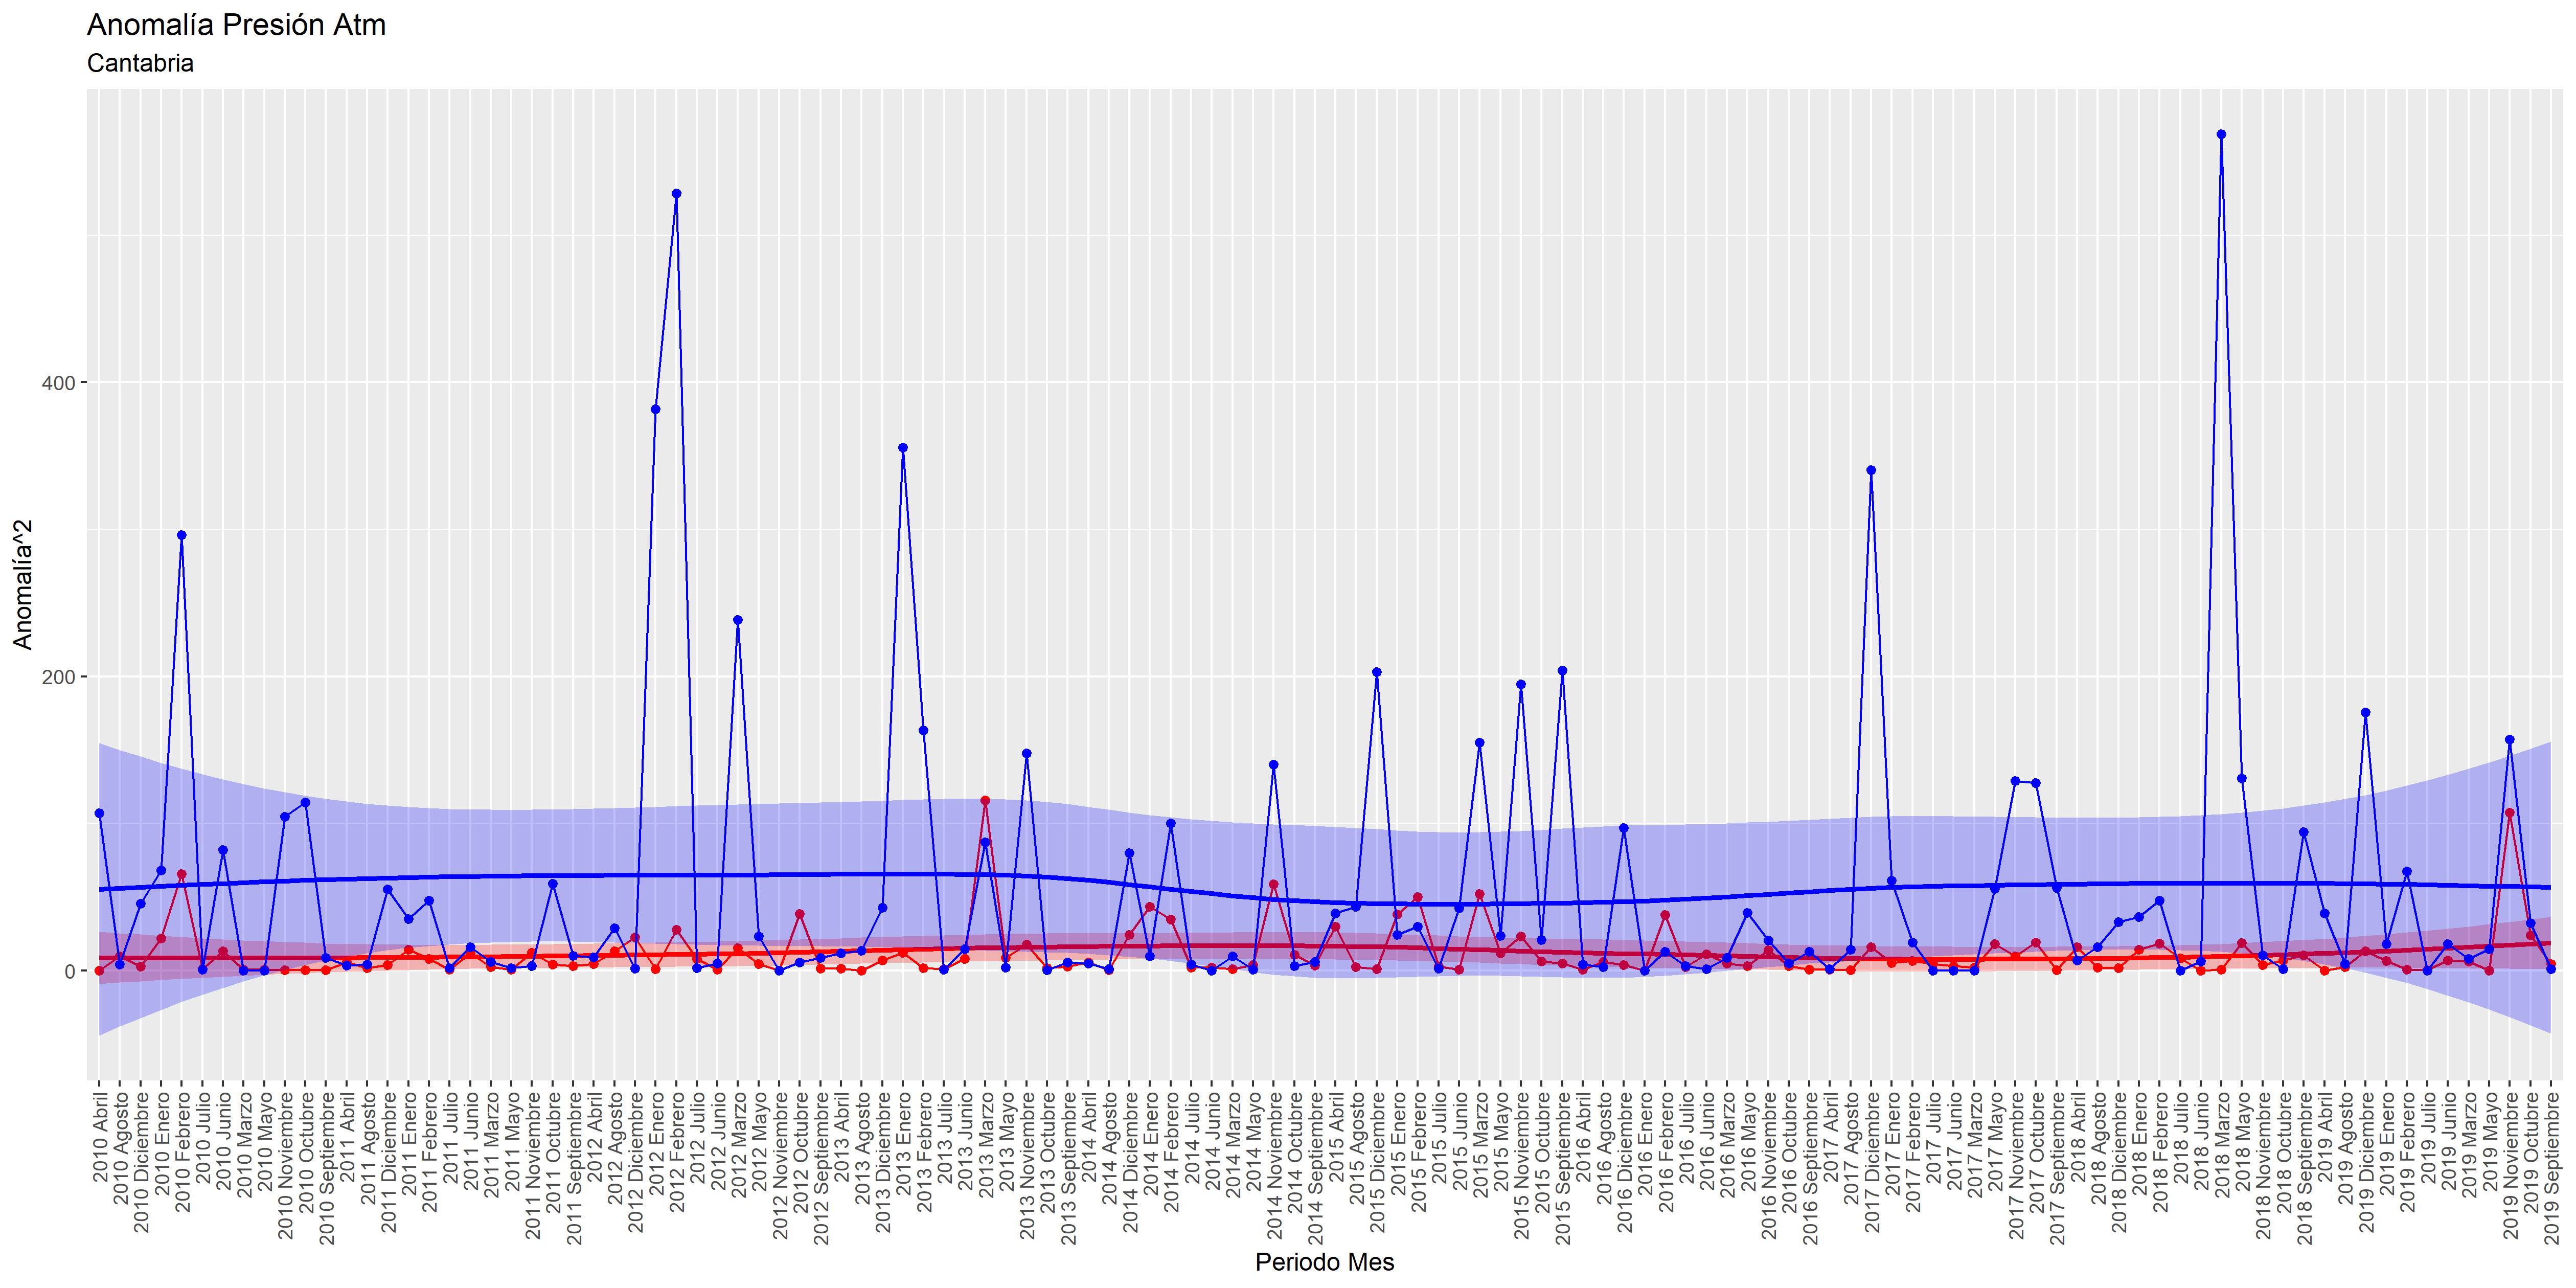 Anomalía Presión Atm
Cantabria
Anomalía^2
400
200
0
2010 Abril
2010 Agosto
2010 Diciembre
2010 Enero
2010 Febrero
2010 Julio
2010 Junio
2010 Marzo
2010 Mayo
2010 Noviembre
2010 Octubre
2010 Septiembre
2011 Abril
2011 Agosto
2011 Diciembre
2011 Enero
2011 Febrero
2011 Julio
2011 Junio
2011 Marzo
2011 Mayo
2011 Noviembre
2011 Octubre
2011 Septiembre
2012 Abril
2012 Agosto
2012 Diciembre
2012 Enero
2012 Febrero
2012 Julio
2012 Junio
2012 Marzo
2012 Mayo
2012 Noviembre
2012 Octubre
2012 Septiembre
2013 Abril
2013 Agosto
2013 Diciembre
2013 Enero
2013 Febrero
2013 Julio
2013 Junio
2013 Marzo
2013 Mayo
2013 Noviembre
2013 Octubre
2013 Septiembre
2014 Abril
2014 Agosto
2014 Diciembre
2014 Enero
2014 Febrero
2014 Julio
2014 Junio
2014 Marzo
2014 Mayo
2014 Noviembre
2014 Octubre
2014 Septiembre
2015 Abril
2015 Agosto
2015 Diciembre
2015 Enero
2015 Febrero
2015 Julio
2015 Junio
2015 Marzo
2015 Mayo
2015 Noviembre
2015 Octubre
2015 Septiembre
2016 Abril
2016 Agosto
2016 Diciembre
2016 Enero
2016 Febrero
2016 Julio
2016 Junio
2016 Marzo
2016 Mayo
2016 Noviembre
2016 Octubre
2016 Septiembre
2017 Abril
2017 Agosto
2017 Diciembre
2017 Enero
2017 Febrero
2017 Julio
2017 Junio
2017 Marzo
2017 Mayo
2017 Noviembre
2017 Octubre
2017 Septiembre
2018 Abril
2018 Agosto
2018 Diciembre
2018 Enero
2018 Febrero
2018 Julio
2018 Junio
2018 Marzo
2018 Mayo
2018 Noviembre
2018 Octubre
2018 Septiembre
2019 Abril
2019 Agosto
2019 Diciembre
2019 Enero
2019 Febrero
2019 Julio
2019 Junio
2019 Marzo
2019 Mayo
2019 Noviembre
2019 Octubre
2019 Septiembre
Periodo Mes